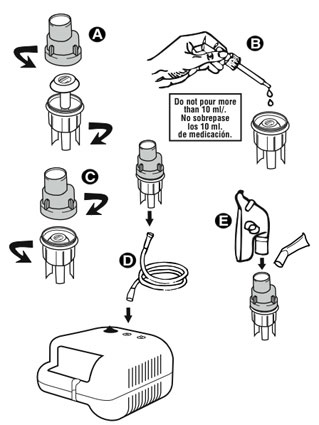 A
B
Do not pour more
than 10 ml/.
No sobrepase
los 10 ml.
de medicación.
C
E
D